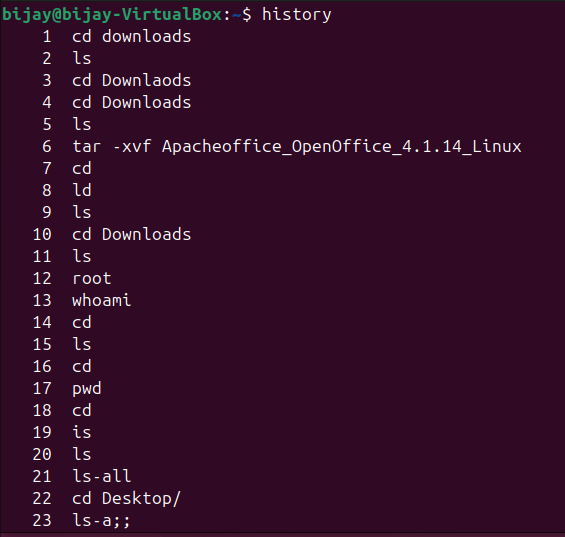 bijay@bijay-VirtualBox:~$ history
1 cd downloads
2 ls
3 cd Downlaods
4 cd Downloads
5 ls
6 tar -xvf Apacheoffice_OpenOffice_4.1.14_Linux
7 cd
8 ld
9 ls
10 cd Downloads
11 ls
12 root
13 whoami
14 cd
15 ls
16 cd
17 pwd
18 cd
19 is
20 ls
21 ls-all
22 cd Desktop/
23 ls-a;;